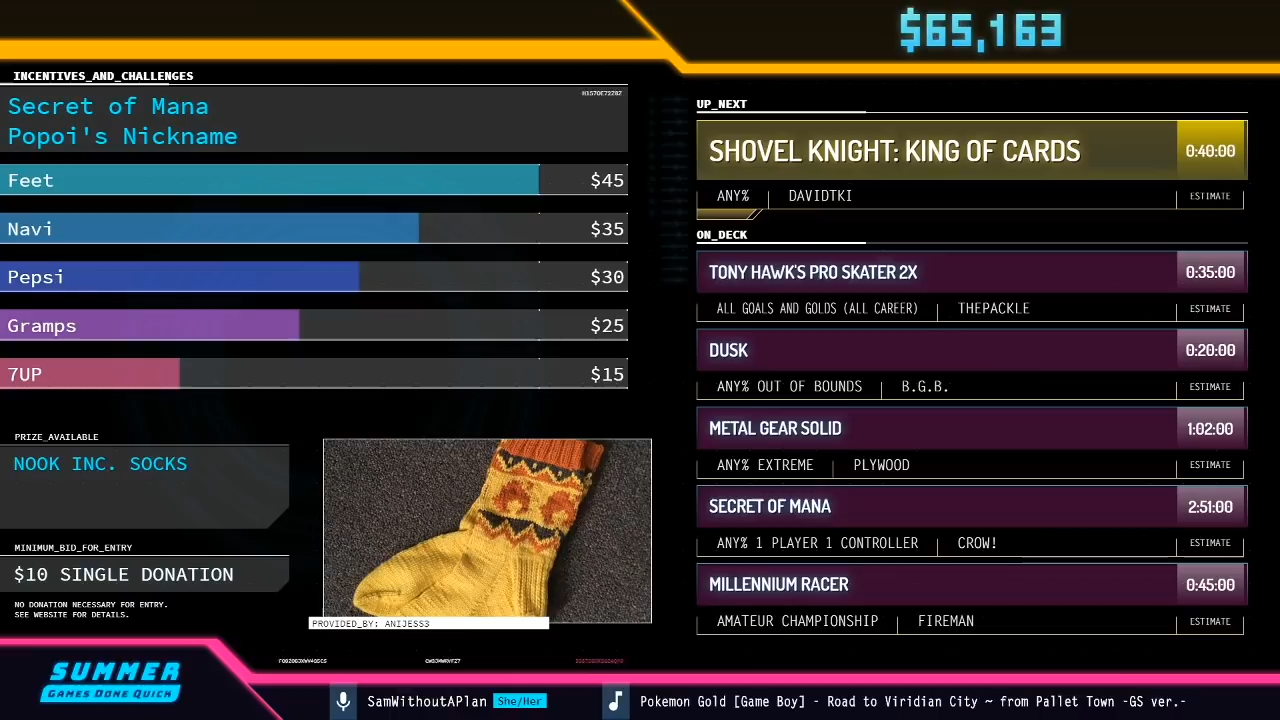 $65,163
INCENTIVES_AND_CHALLENGES
Secret of Mana
Popoi's Nickname
Feet $45
Navi $35
Pepsi $30
Gramps $25
7UP $15
PRIZE_AVAILABLE
NOOK INC. SOCKS
MINIMUM_BID_FOR_ENTRY
$10 SINGLE DONATION
NO DONATION NECESSARY FOR ENTRY.
SEE WEBSITE FOR DETAILS.
PROVIDED_BY: ANIJESS3
UP_NEXT
SHOVEL KNIGHT: KING OF CARDS 0:40:00
ANY% DAVIDTKI ESTIMATE
ON_DECK
TONY HAWK'S PRO SKATER 2X 0:35:00
ALL GOALS AND GOLDS (ALL CAREER) THEPACKLE ESTIMATE
DUSK 0:20:00
ANY% OUT OF BOUNDS B.G.B. ESTIMATE
METAL GEAR SOLID 1:02:00
ANY% EXTREME PLYWOOD ESTIMATE
SECRET OF MANA 2:51:00
ANY% 1 PLAYER 1 CONTROLLER CROW! ESTIMATE
MILLENNIUM RACER 0:45:00
AMATEUR CHAMPIONSHIP FIREMAN ESTIMATE
SUMMER
GAMES DONE QUICK
SamWithoutAPlan She/Her
Pokemon Gold [Game Boy] - Road to Viridian City ~ from Pallet Town -GS ver.-